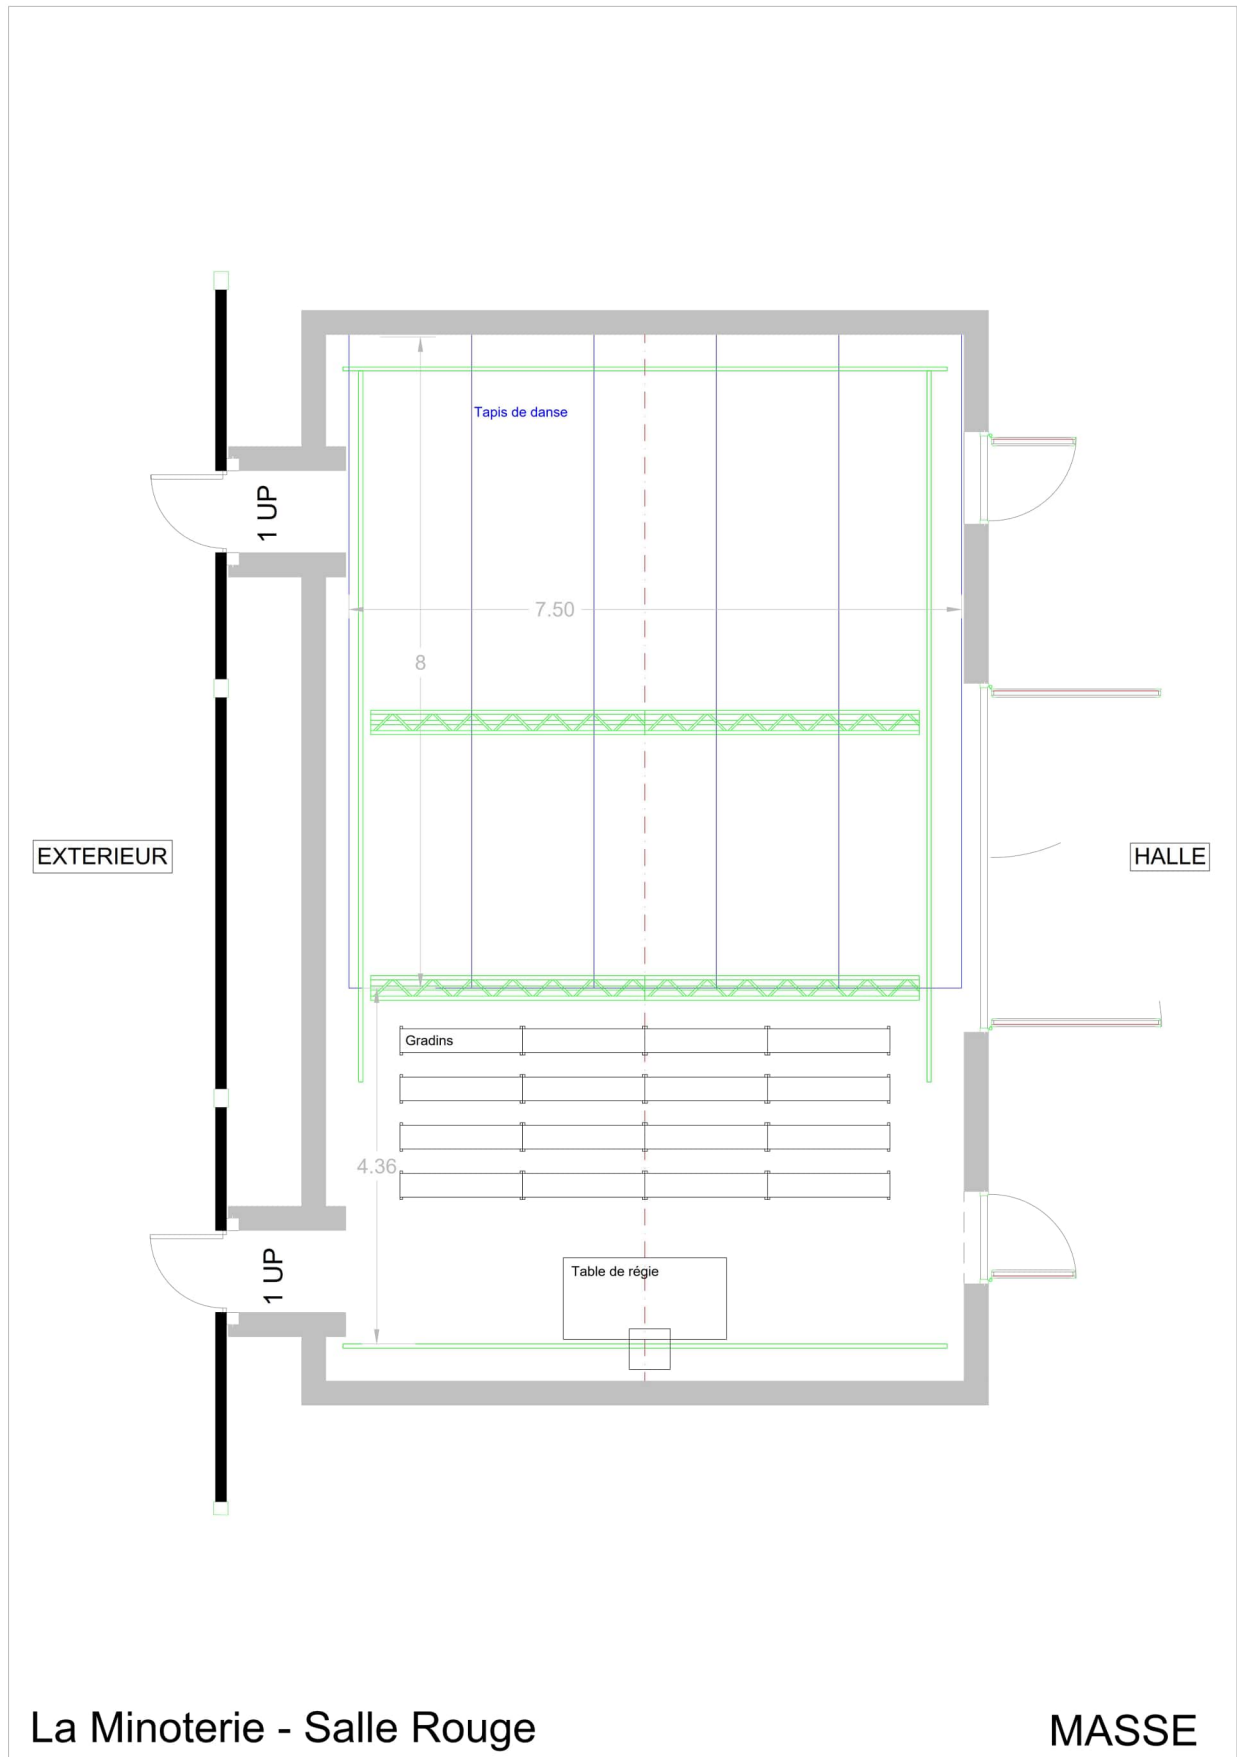 Tapis de danse
1 UP
7.50
8
EXTERIEUR
HALLE
Gradins
4.36
1 UP
Table de régie
La Minoterie - Salle Rouge
MASSE